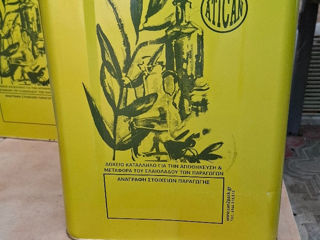 ATICAN
ΔΟΧΕΙΟ ΚΑΤΑΛΛΗΛΟ ΓΙΑ ΤΗΝ ΑΠΟΘΗΚΕΥΣΗ &
ΜΕΤΑΦΟΡΑ ΤΟΥ ΕΛΑΙΟΛΑΔΟΥ ΤΩΝ ΠΑΡΑΓΩΓΩΝ
ΑΝΑΓΡΑΦΗ ΣΤΟΙΧΕΙΩΝ ΠΑΡΑΓΩΓΗΣ